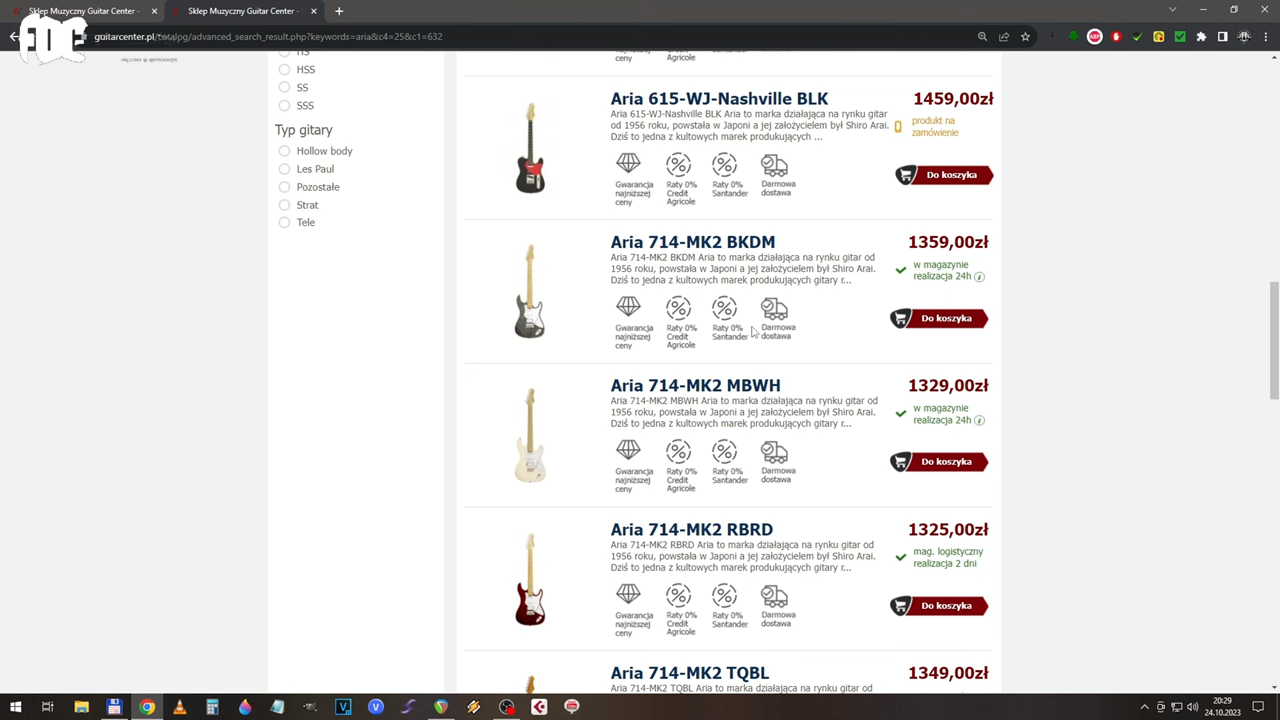 Sklep Muzyczny Guitar Center
Sklep Muzyczny Guitar Center
guitarcenter.pl/catalog/advanced_search_result.php?keywords=aria&c4=25&c1=632
ceny
Agricole
HS
HSS
SS
SSS
Typ gitary
Hollow body
Les Paul
Pozostałe
Strat
Tele
Aria 615-WJ-Nashville BLK
1459,00zł
Aria 615-WJ-Nashville BLK Aria to marka działająca na rynku gitar
od 1956 roku, powstała w Japoni a jej założycielem był Shiro Arai.
Dziś to jedna z kultowych marek produkujących ...
produkt na
zamówienie
Gwarancja
najniższej
ceny
Raty 0%
Credit
Agricole
Raty 0%
Santander
Darmowa
dostawa
Do koszyka
Aria 714-MK2 BKDM
1359,00zł
Aria 714-MK2 BKDM Aria to marka działająca na rynku gitar od
1956 roku, powstała w Japoni a jej założycielem był Shiro Arai.
Dziś to jedna z kultowych marek produkujących gitary r...
w magazynie
realizacja 24h
Gwarancja
najniższej
ceny
Raty 0%
Credit
Agricole
Raty 0%
Santander
Darmowa
dostawa
Do koszyka
Aria 714-MK2 MBWH
1329,00zł
Aria 714-MK2 MBWH Aria to marka działająca na rynku gitar od
1956 roku, powstała w Japoni a jej założycielem był Shiro Arai.
Dziś to jedna z kultowych marek produkujących gitary r...
w magazynie
realizacja 24h
Gwarancja
najniższej
ceny
Raty 0%
Credit
Agricole
Raty 0%
Santander
Darmowa
dostawa
Do koszyka
Aria 714-MK2 RBRD
1325,00zł
Aria 714-MK2 RBRD Aria to marka działająca na rynku gitar od
1956 roku, powstała w Japoni a jej założycielem był Shiro Arai.
Dziś to jedna z kultowych marek produkujących gitary r...
mag. logistyczny
realizacja 2 dni
Gwarancja
najniższej
ceny
Raty 0%
Credit
Agricole
Raty 0%
Santander
Darmowa
dostawa
Do koszyka
Aria 714-MK2 TQBL
1349,00zł
Aria 714-MK2 TQBL Aria to marka działająca na rynku gitar od
20:29
24.10.2023